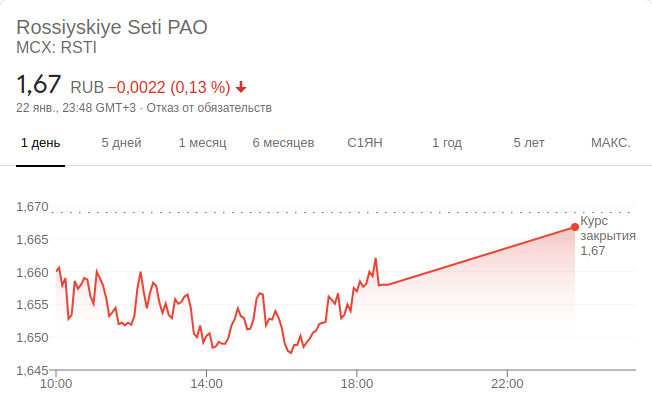 Rossiyskiye Seti PAO
MCX: RSTI
1,67 RUB −0,0022 (0,13 %)
22 янв., 23:48 GMT+3 · Отказ от обязательств
1 день 5 дней 1 месяц 6 месяцев С1ЯН 1 год 5 лет МАКС.
1,670
Курс
закрытия
1,67
1,665
1,660
1,655
1,650
1,645
10:00 14:00 18:00 22:00